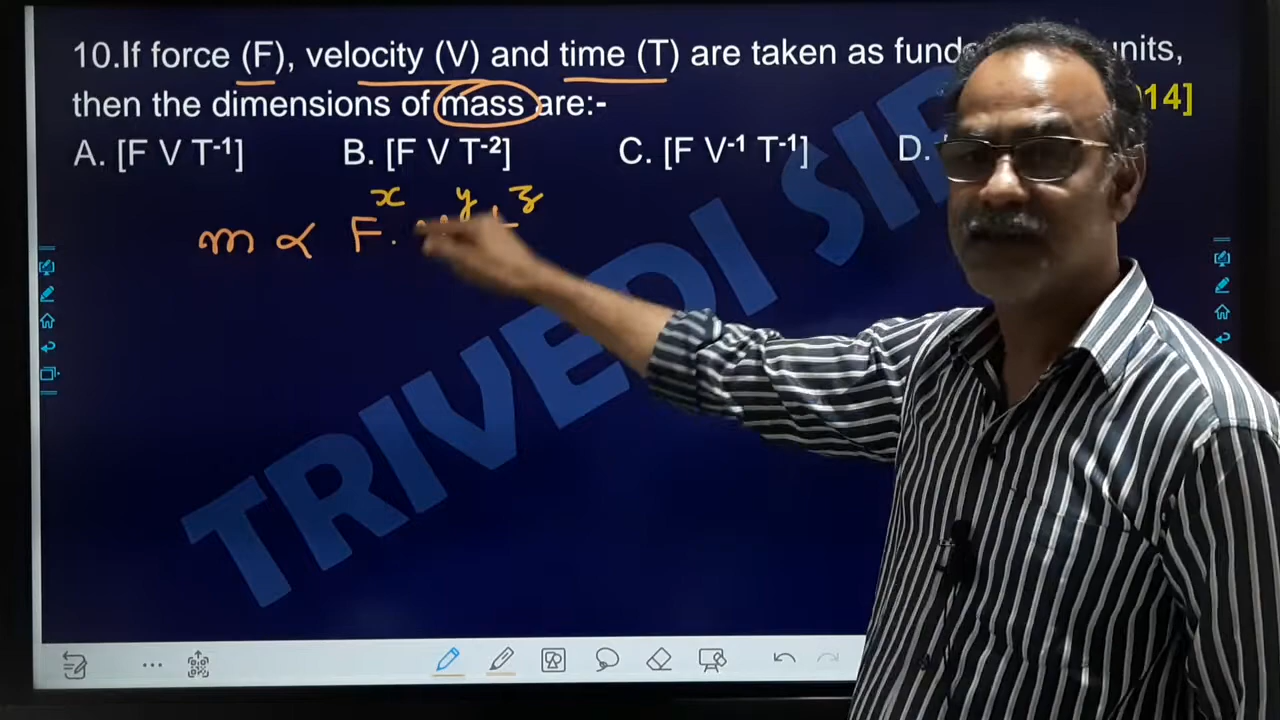 10.If force (F), velocity (V) and time (T) are taken as units,
then the dimensions of mass are:- 14]
A. [F V T⁻¹] B. [F V T⁻²] C. [F V⁻¹ T⁻¹] D.
m ∝ F^x . y t^z
TRIVEDI SIR